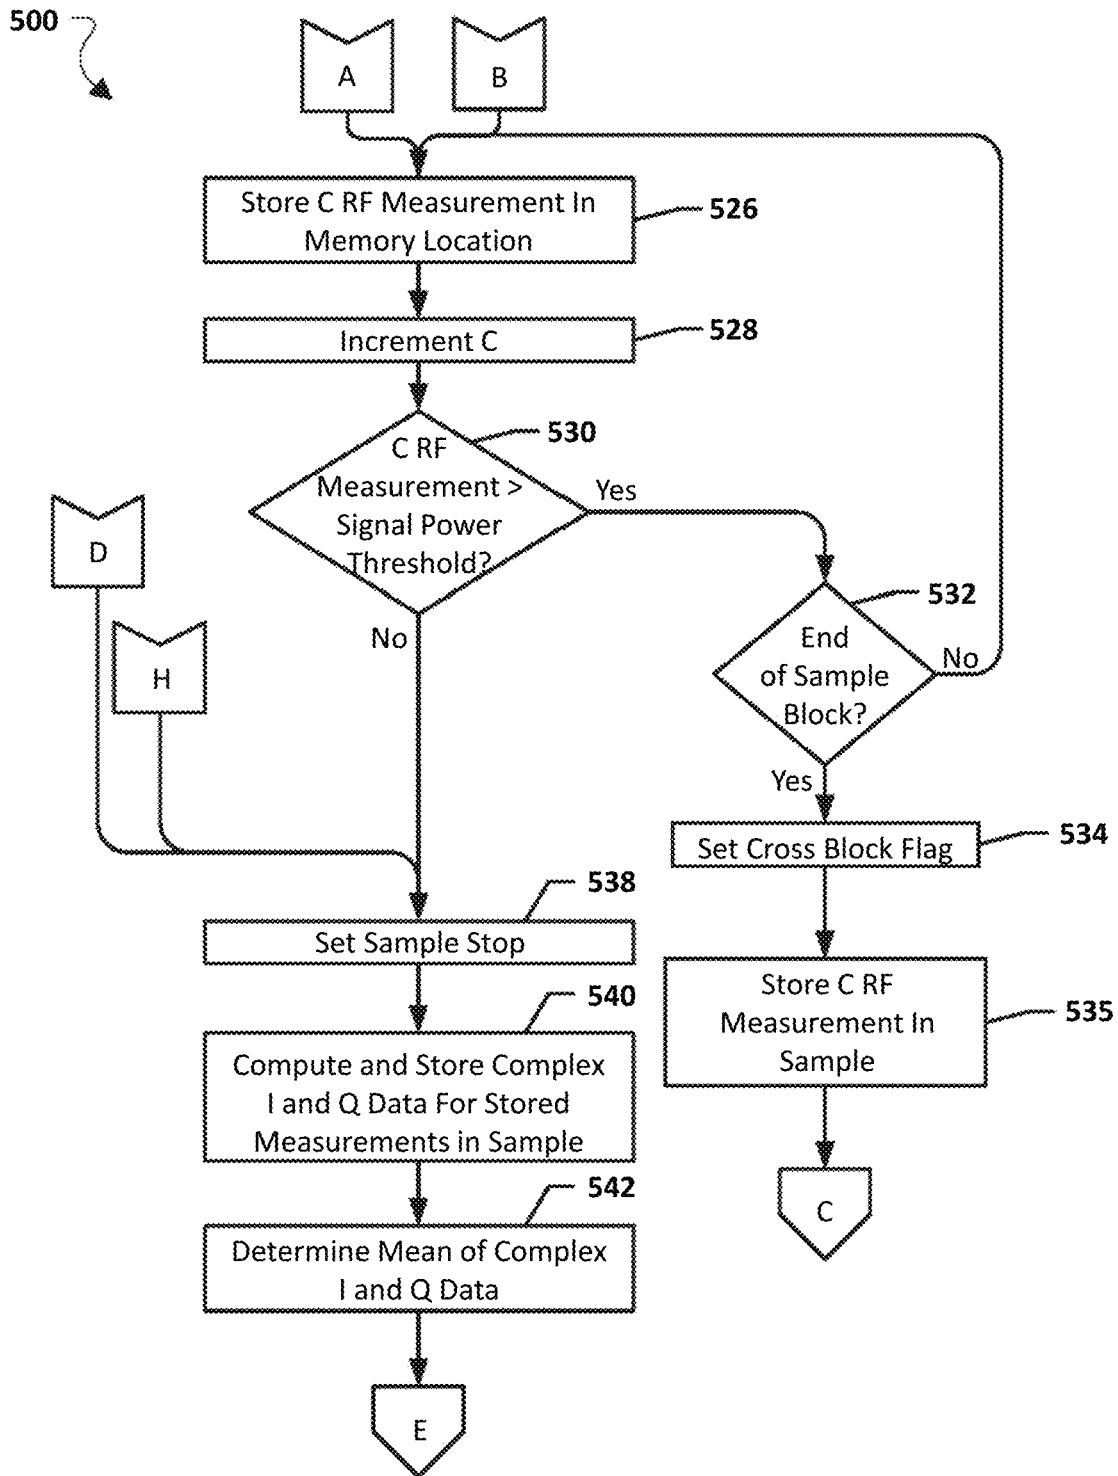 500
A
B
Store C RF Measurement In
Memory Location
526
Increment C
528
C RF
Measurement >
Signal Power
Threshold?
530
Yes
No
D
H
End
of Sample
Block?
532
No
Yes
Set Cross Block Flag
534
Store C RF
Measurement In
Sample
535
C
Set Sample Stop
538
Compute and Store Complex
I and Q Data For Stored
Measurements in Sample
540
Determine Mean of Complex
I and Q Data
542
E